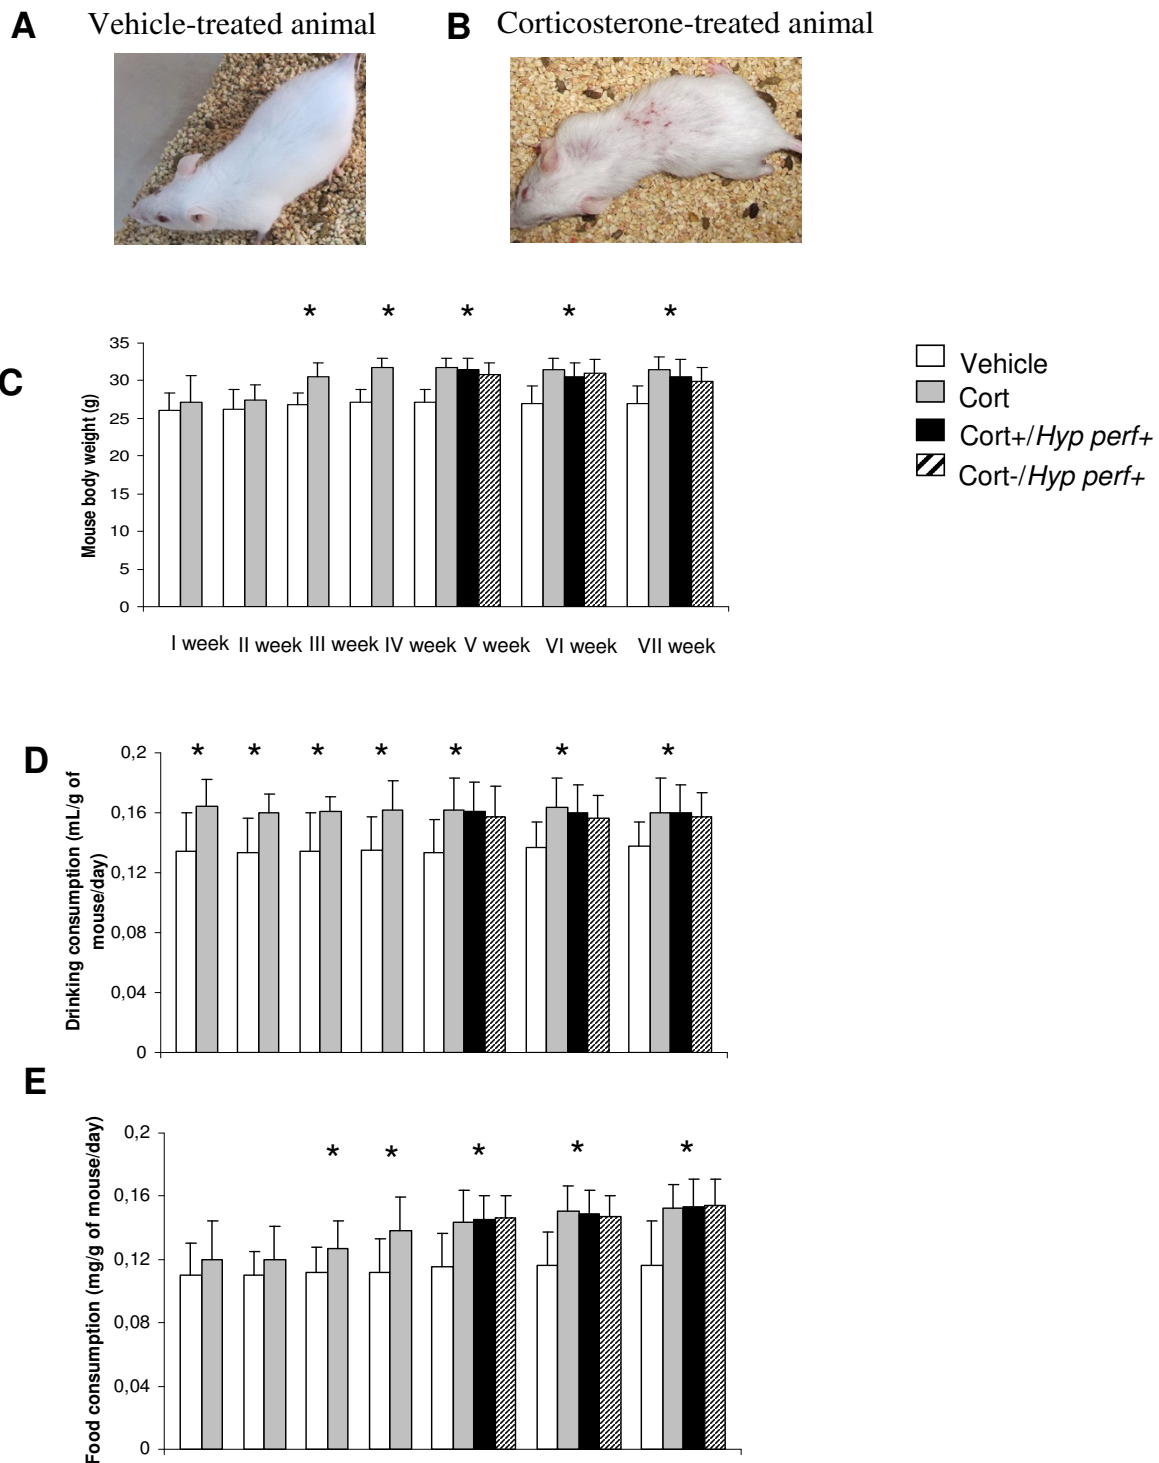 A Vehicle-treated animal B Corticosterone-treated animal
* * * * *
C
Mouse body weight (g)
35
30
25
20
15
10
5
0
I week II week III week IV week V week VI week VII week
Vehicle
Cort
Cort+/Hyp perf+
Cort-/Hyp perf+
D
* * * * * * *
Drinking consumption (mL/g of
mouse/day)
0,2
0,16
0,12
0,08
0,04
0
E
* * * * *
Food consumption (mg/g of mouse/day)
0,2
0,16
0,12
0,08
0,04
0